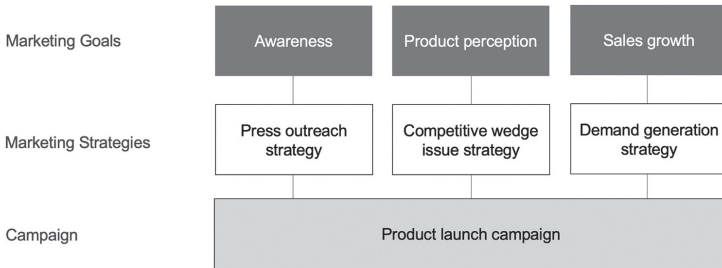 Marketing Goals
Awareness
Product perception
Sales growth
Marketing Strategies
Press outreach
strategy
Competitive wedge
issue strategy
Demand generation
strategy
Campaign
Product launch campaign